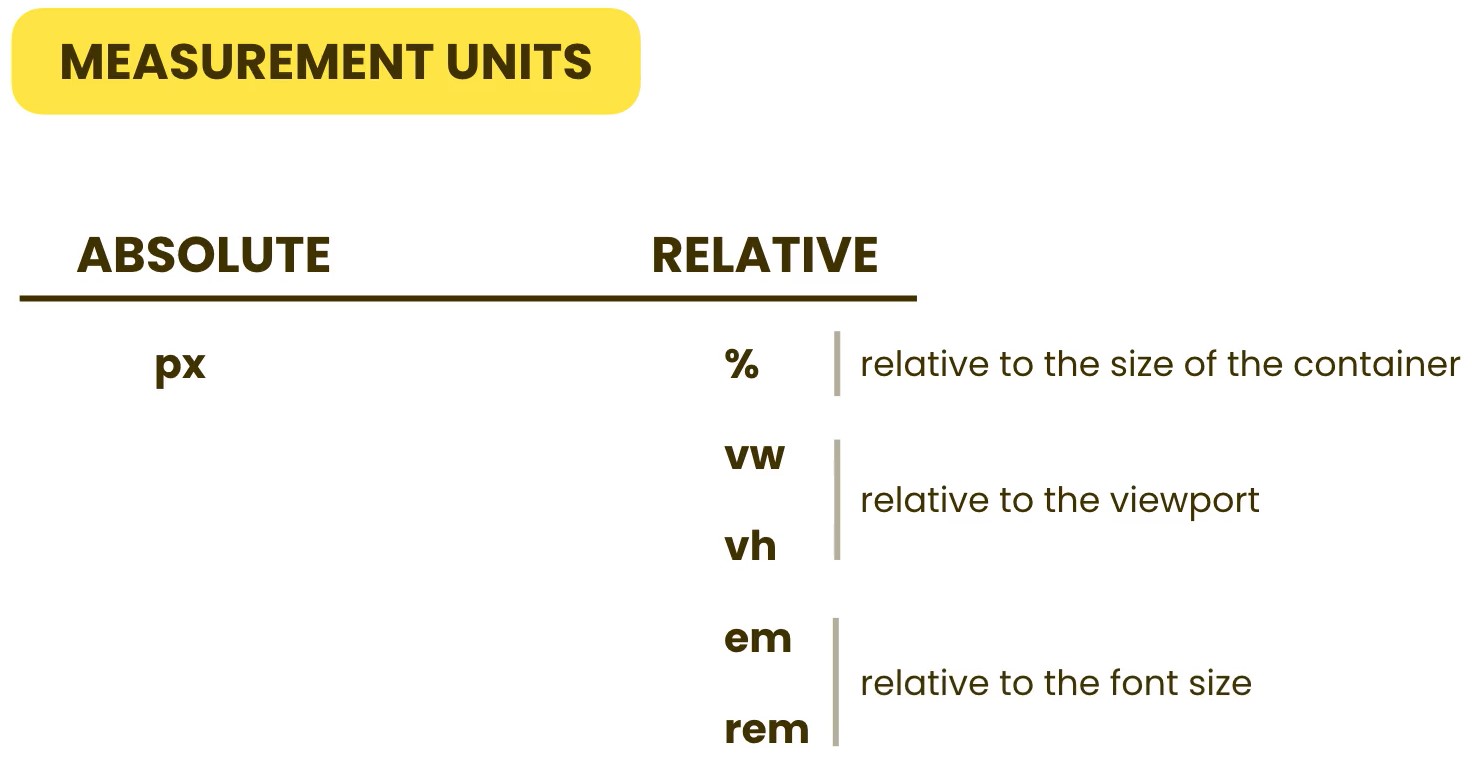 MEASUREMENT UNITS
ABSOLUTE RELATIVE
px % relative to the size of the container
vw
relative to the viewport
vh
em
relative to the font size
rem